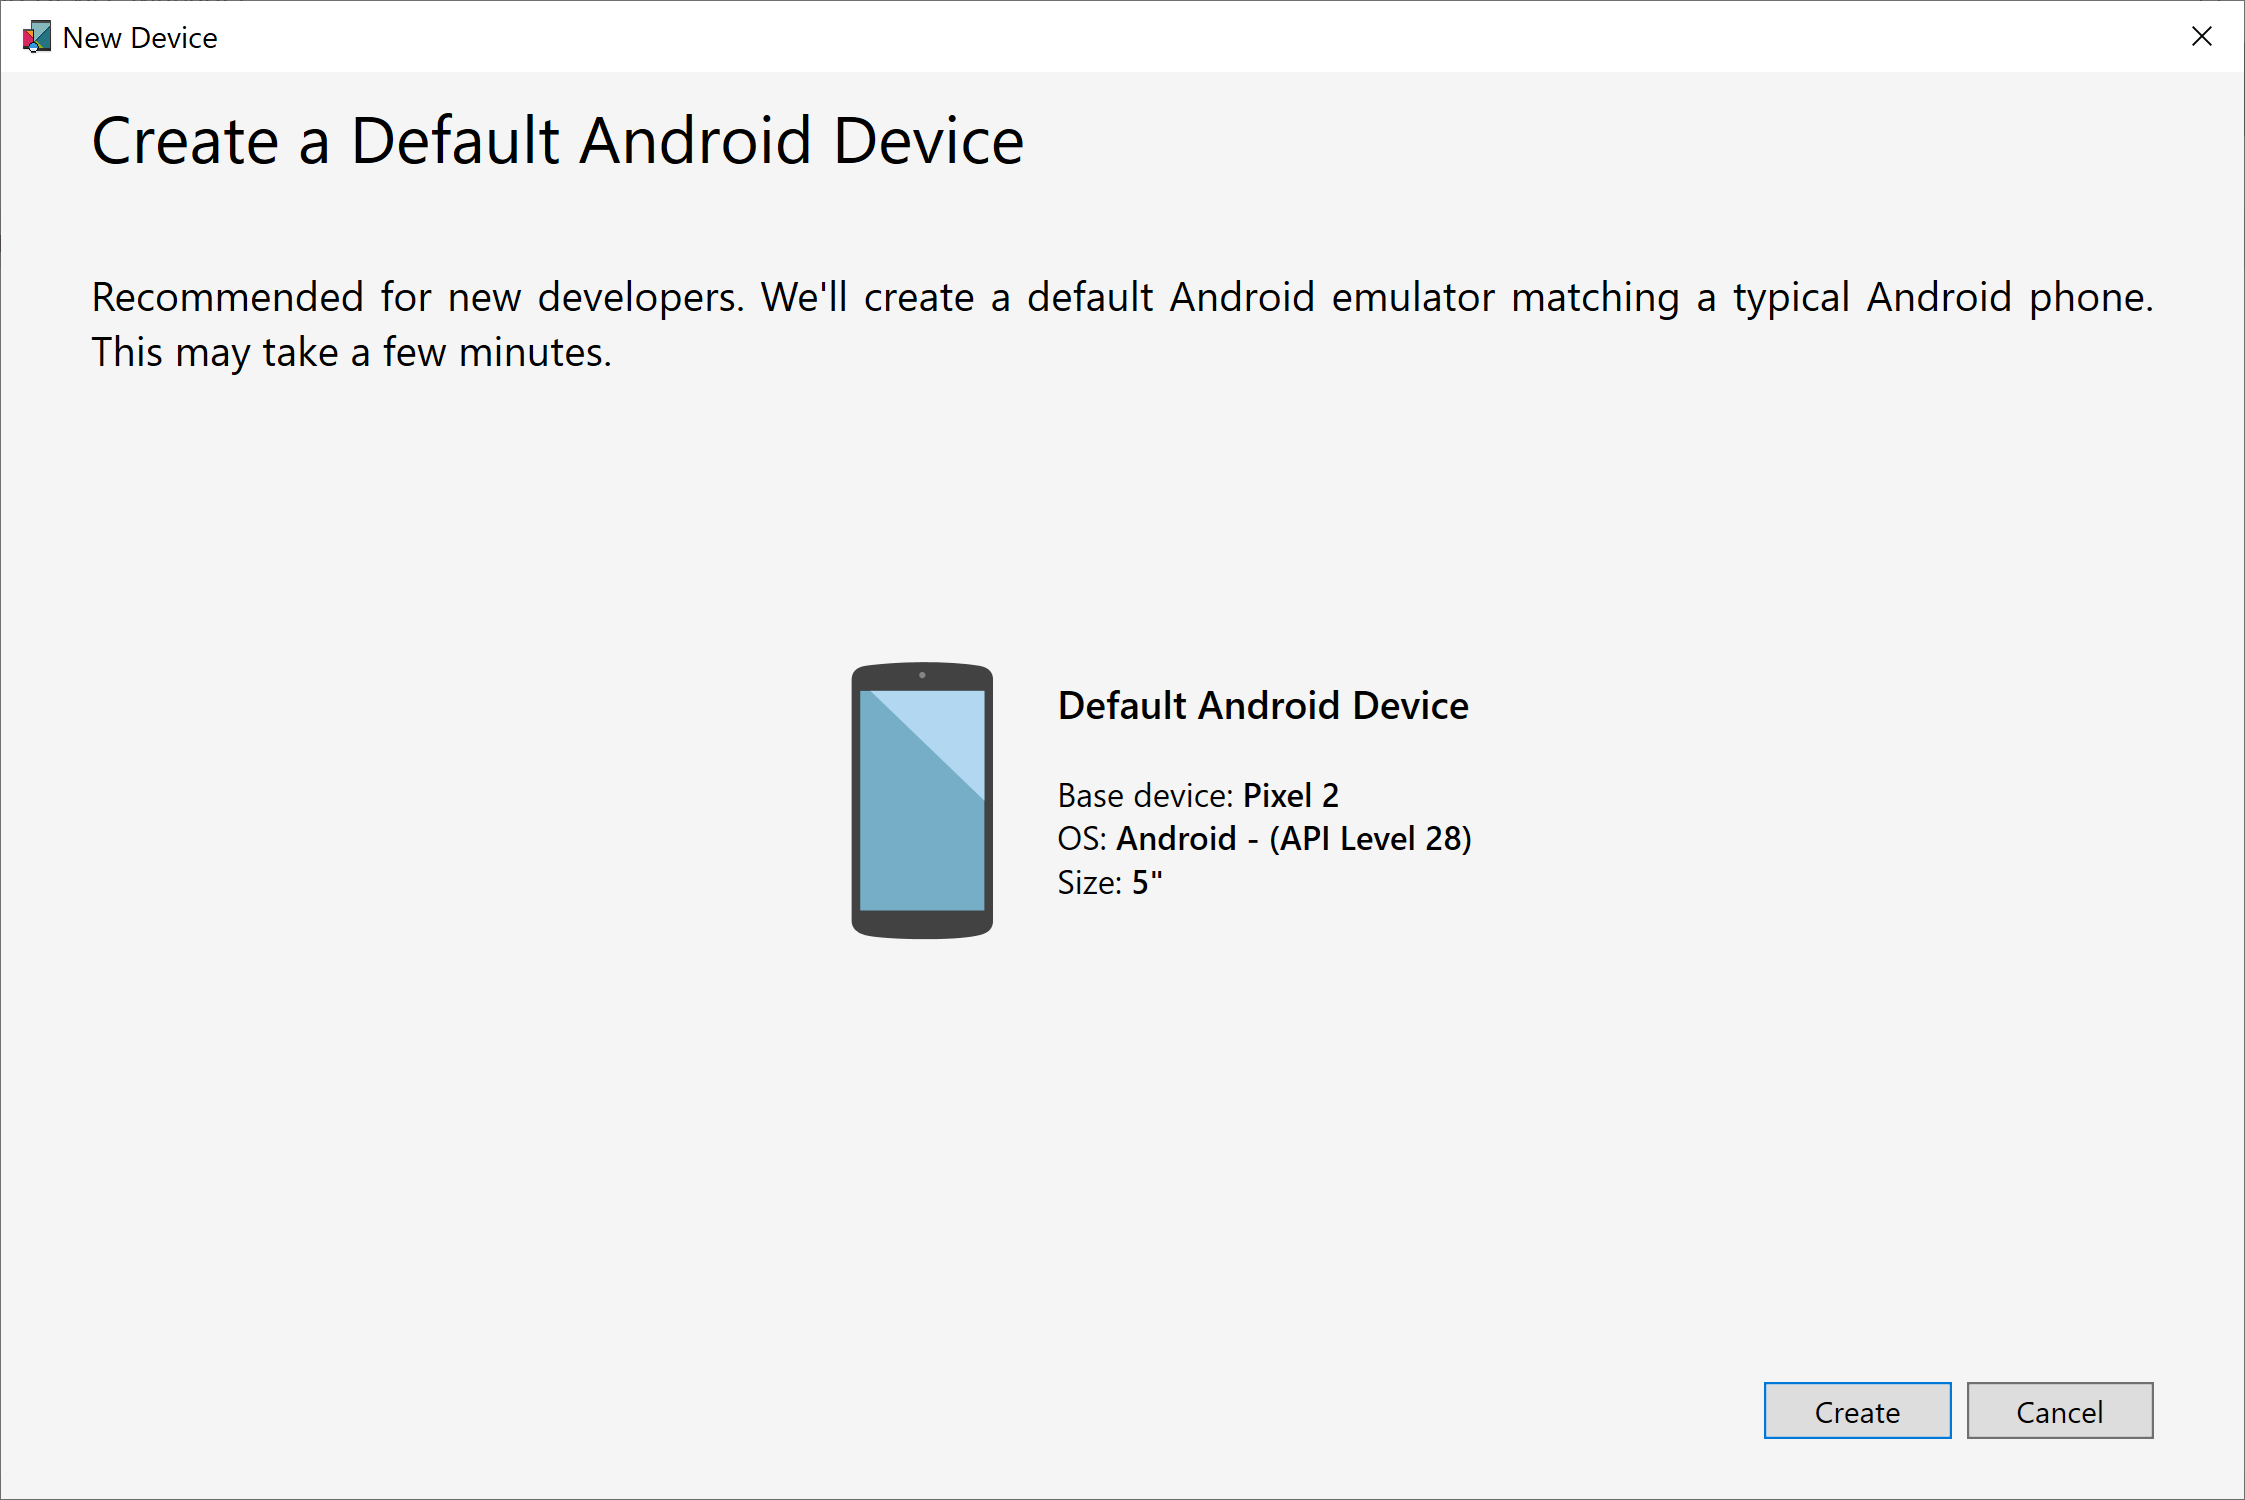 New Device
Create a Default Android Device
Recommended for new developers. We'll create a default Android emulator matching a typical Android phone.
This may take a few minutes.
Default Android Device
Base device: Pixel 2
OS: Android - (API Level 28)
Size: 5"
Create Cancel